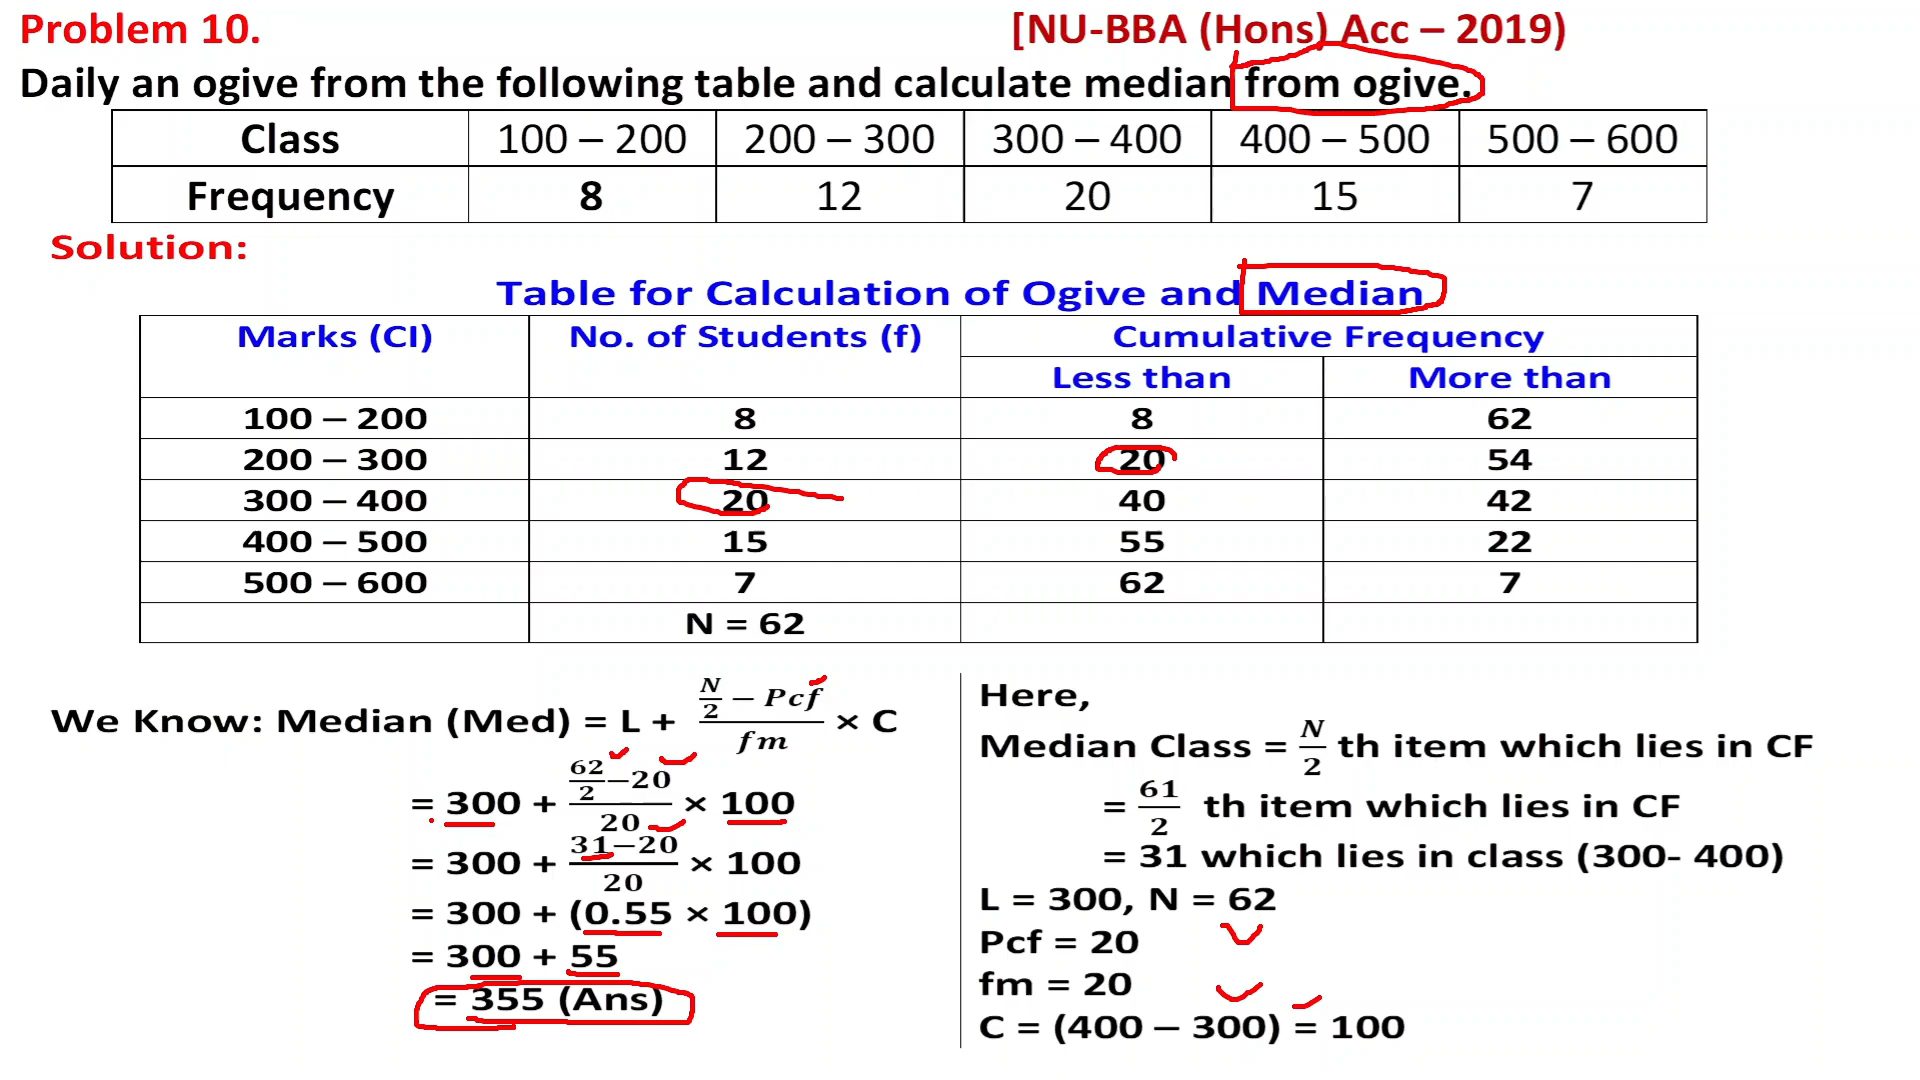 Problem 10. [NU-BBA (Hons) Acc – 2019)
Daily an ogive from the following table and calculate median from ogive.
Class 100 – 200 200 – 300 300 – 400 400 – 500 500 – 600
Frequency 8 12 20 15 7
Solution:
Table for Calculation of Ogive and Median
Marks (CI) No. of Students (f) Cumulative Frequency
Less than More than
100 – 200 8 8 62
200 – 300 12 20 54
300 – 400 20 40 42
400 – 500 15 55 22
500 – 600 7 62 7
N = 62
We Know: Median (Med) = L + (N/2 – Pcf)/fm × C
= 300 + (62/2 – 20)/20 × 100
= 300 + (31–20)/20 × 100
= 300 + (0.55 × 100)
= 300 + 55
= 355 (Ans)
Here,
Median Class = N/2 th item which lies in CF
= 61/2 th item which lies in CF
= 31 which lies in class (300- 400)
L = 300, N = 62
Pcf = 20
fm = 20
C = (400 – 300) = 100